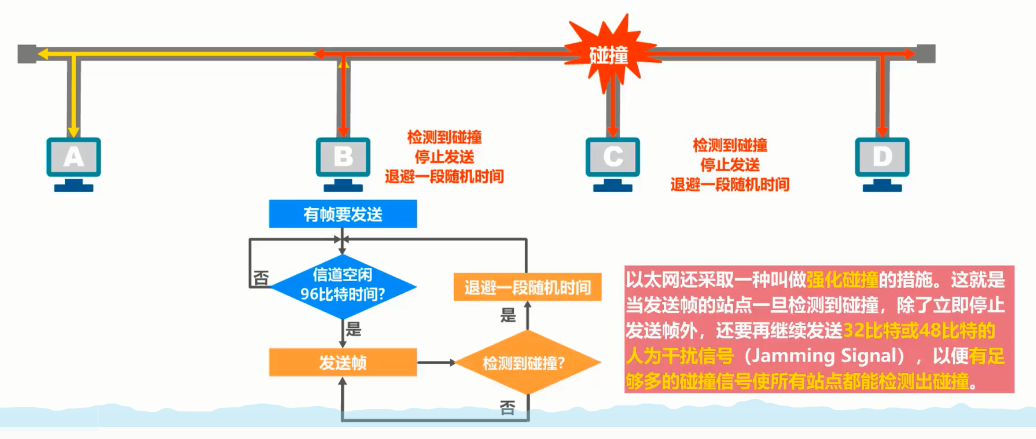 碰撞
A
B
C
D
检测到碰撞
停止发送
退避一段随机时间
检测到碰撞
停止发送
退避一段随机时间
有帧要发送
信道空闲
96比特时间?
否
是
发送帧
检测到碰撞?
是
否
退避一段随机时间
以太网还采取一种叫做强化碰撞的措施。这就是
当发送帧的站点一旦检测到碰撞，除了立即停止
发送帧外，还要再继续发送32比特或48比特的
人为干扰信号（Jamming Signal），以便有足
够多的碰撞信号使所有站点都能检测出碰撞。